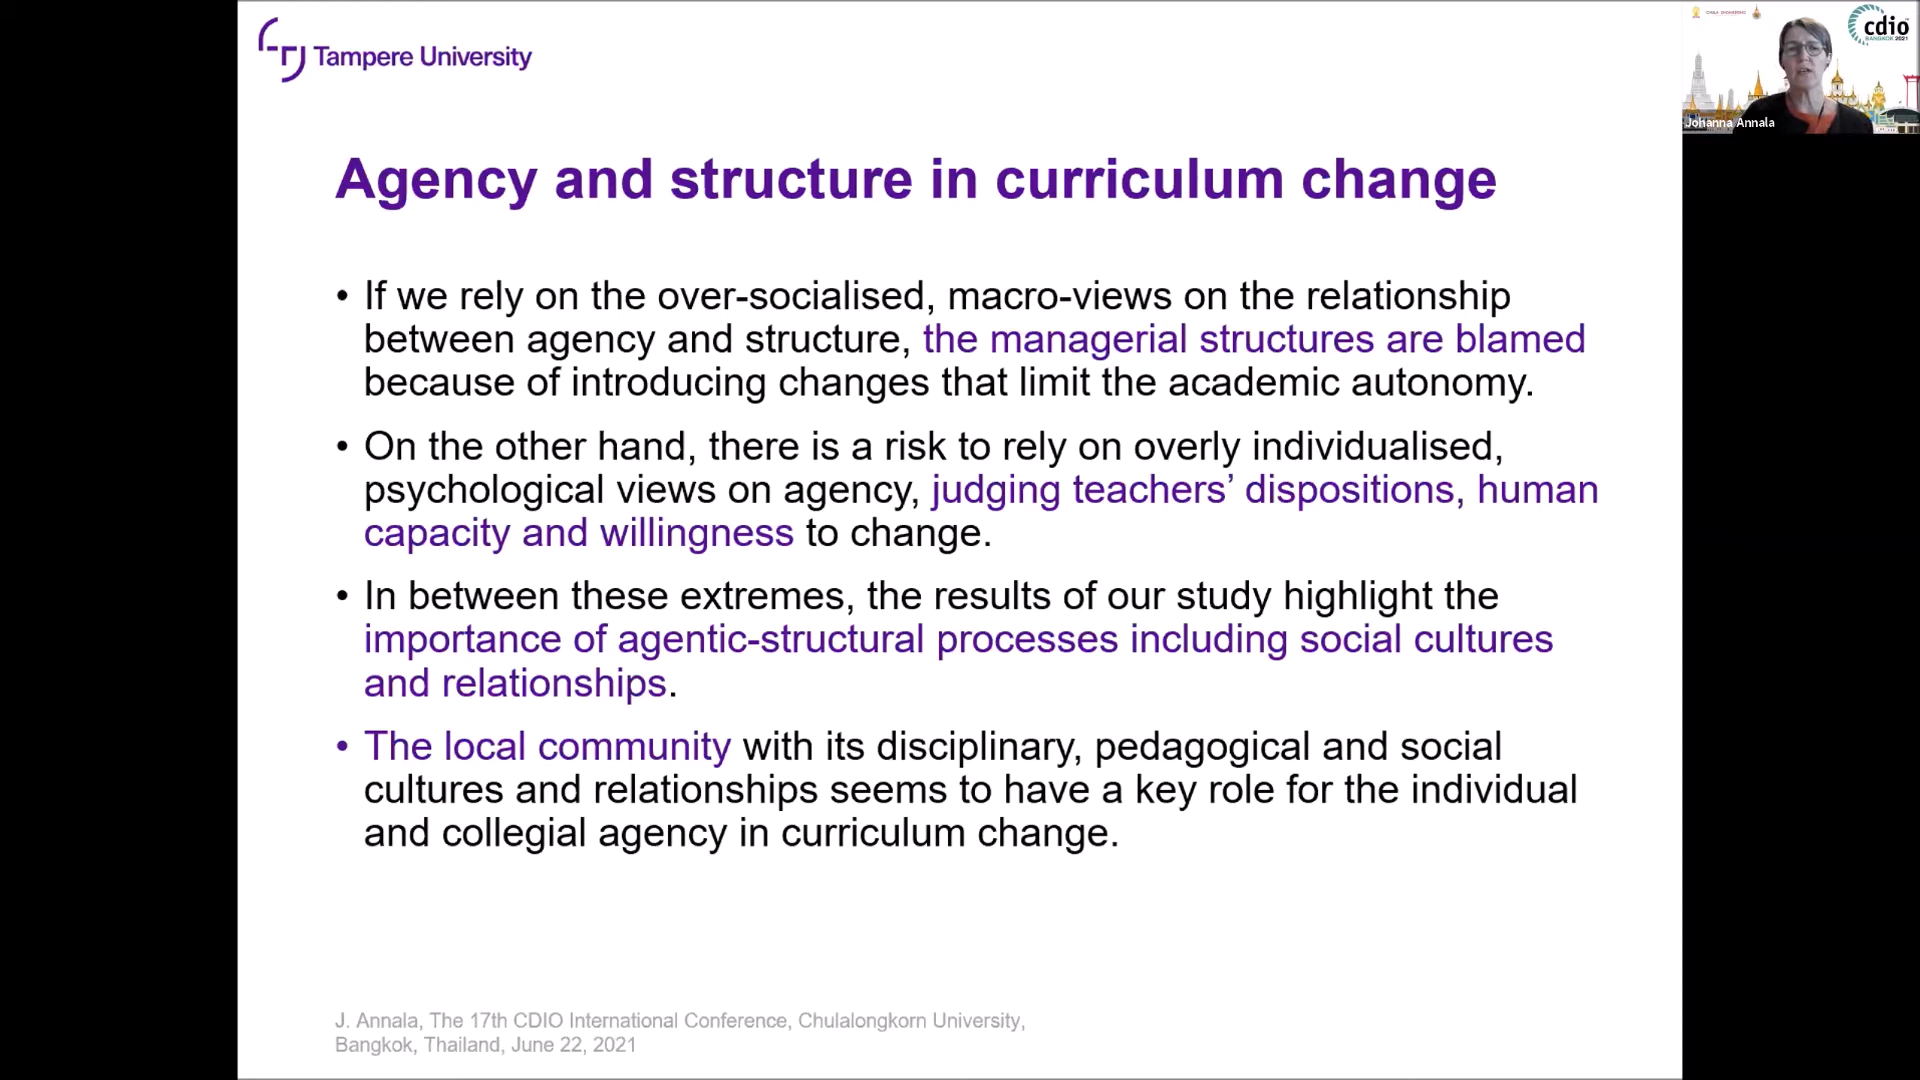 Tampere University
cdio
BANGKOK 2021
Johanna Annala
Agency and structure in curriculum change
• If we rely on the over-socialised, macro-views on the relationship
between agency and structure, the managerial structures are blamed
because of introducing changes that limit the academic autonomy.
• On the other hand, there is a risk to rely on overly individualised,
psychological views on agency, judging teachers’ dispositions, human
capacity and willingness to change.
• In between these extremes, the results of our study highlight the
importance of agentic-structural processes including social cultures
and relationships.
• The local community with its disciplinary, pedagogical and social
cultures and relationships seems to have a key role for the individual
and collegial agency in curriculum change.
J. Annala, The 17th CDIO International Conference, Chulalongkorn University,
Bangkok, Thailand, June 22, 2021